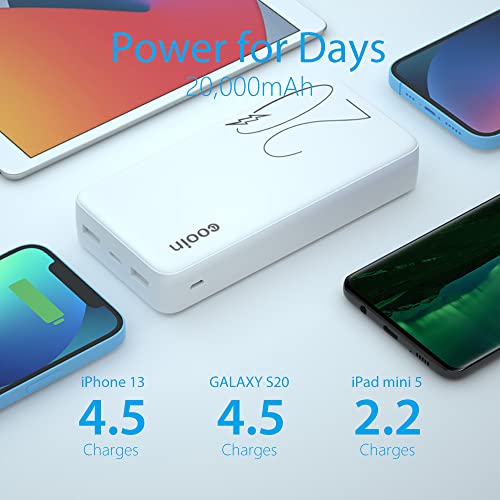 Power for Days
20,000mAh
20
cooin
iPhone 13
GALAXY S20
iPad mini 5
4.5
4.5
2.2
Charges
Charges
Charges